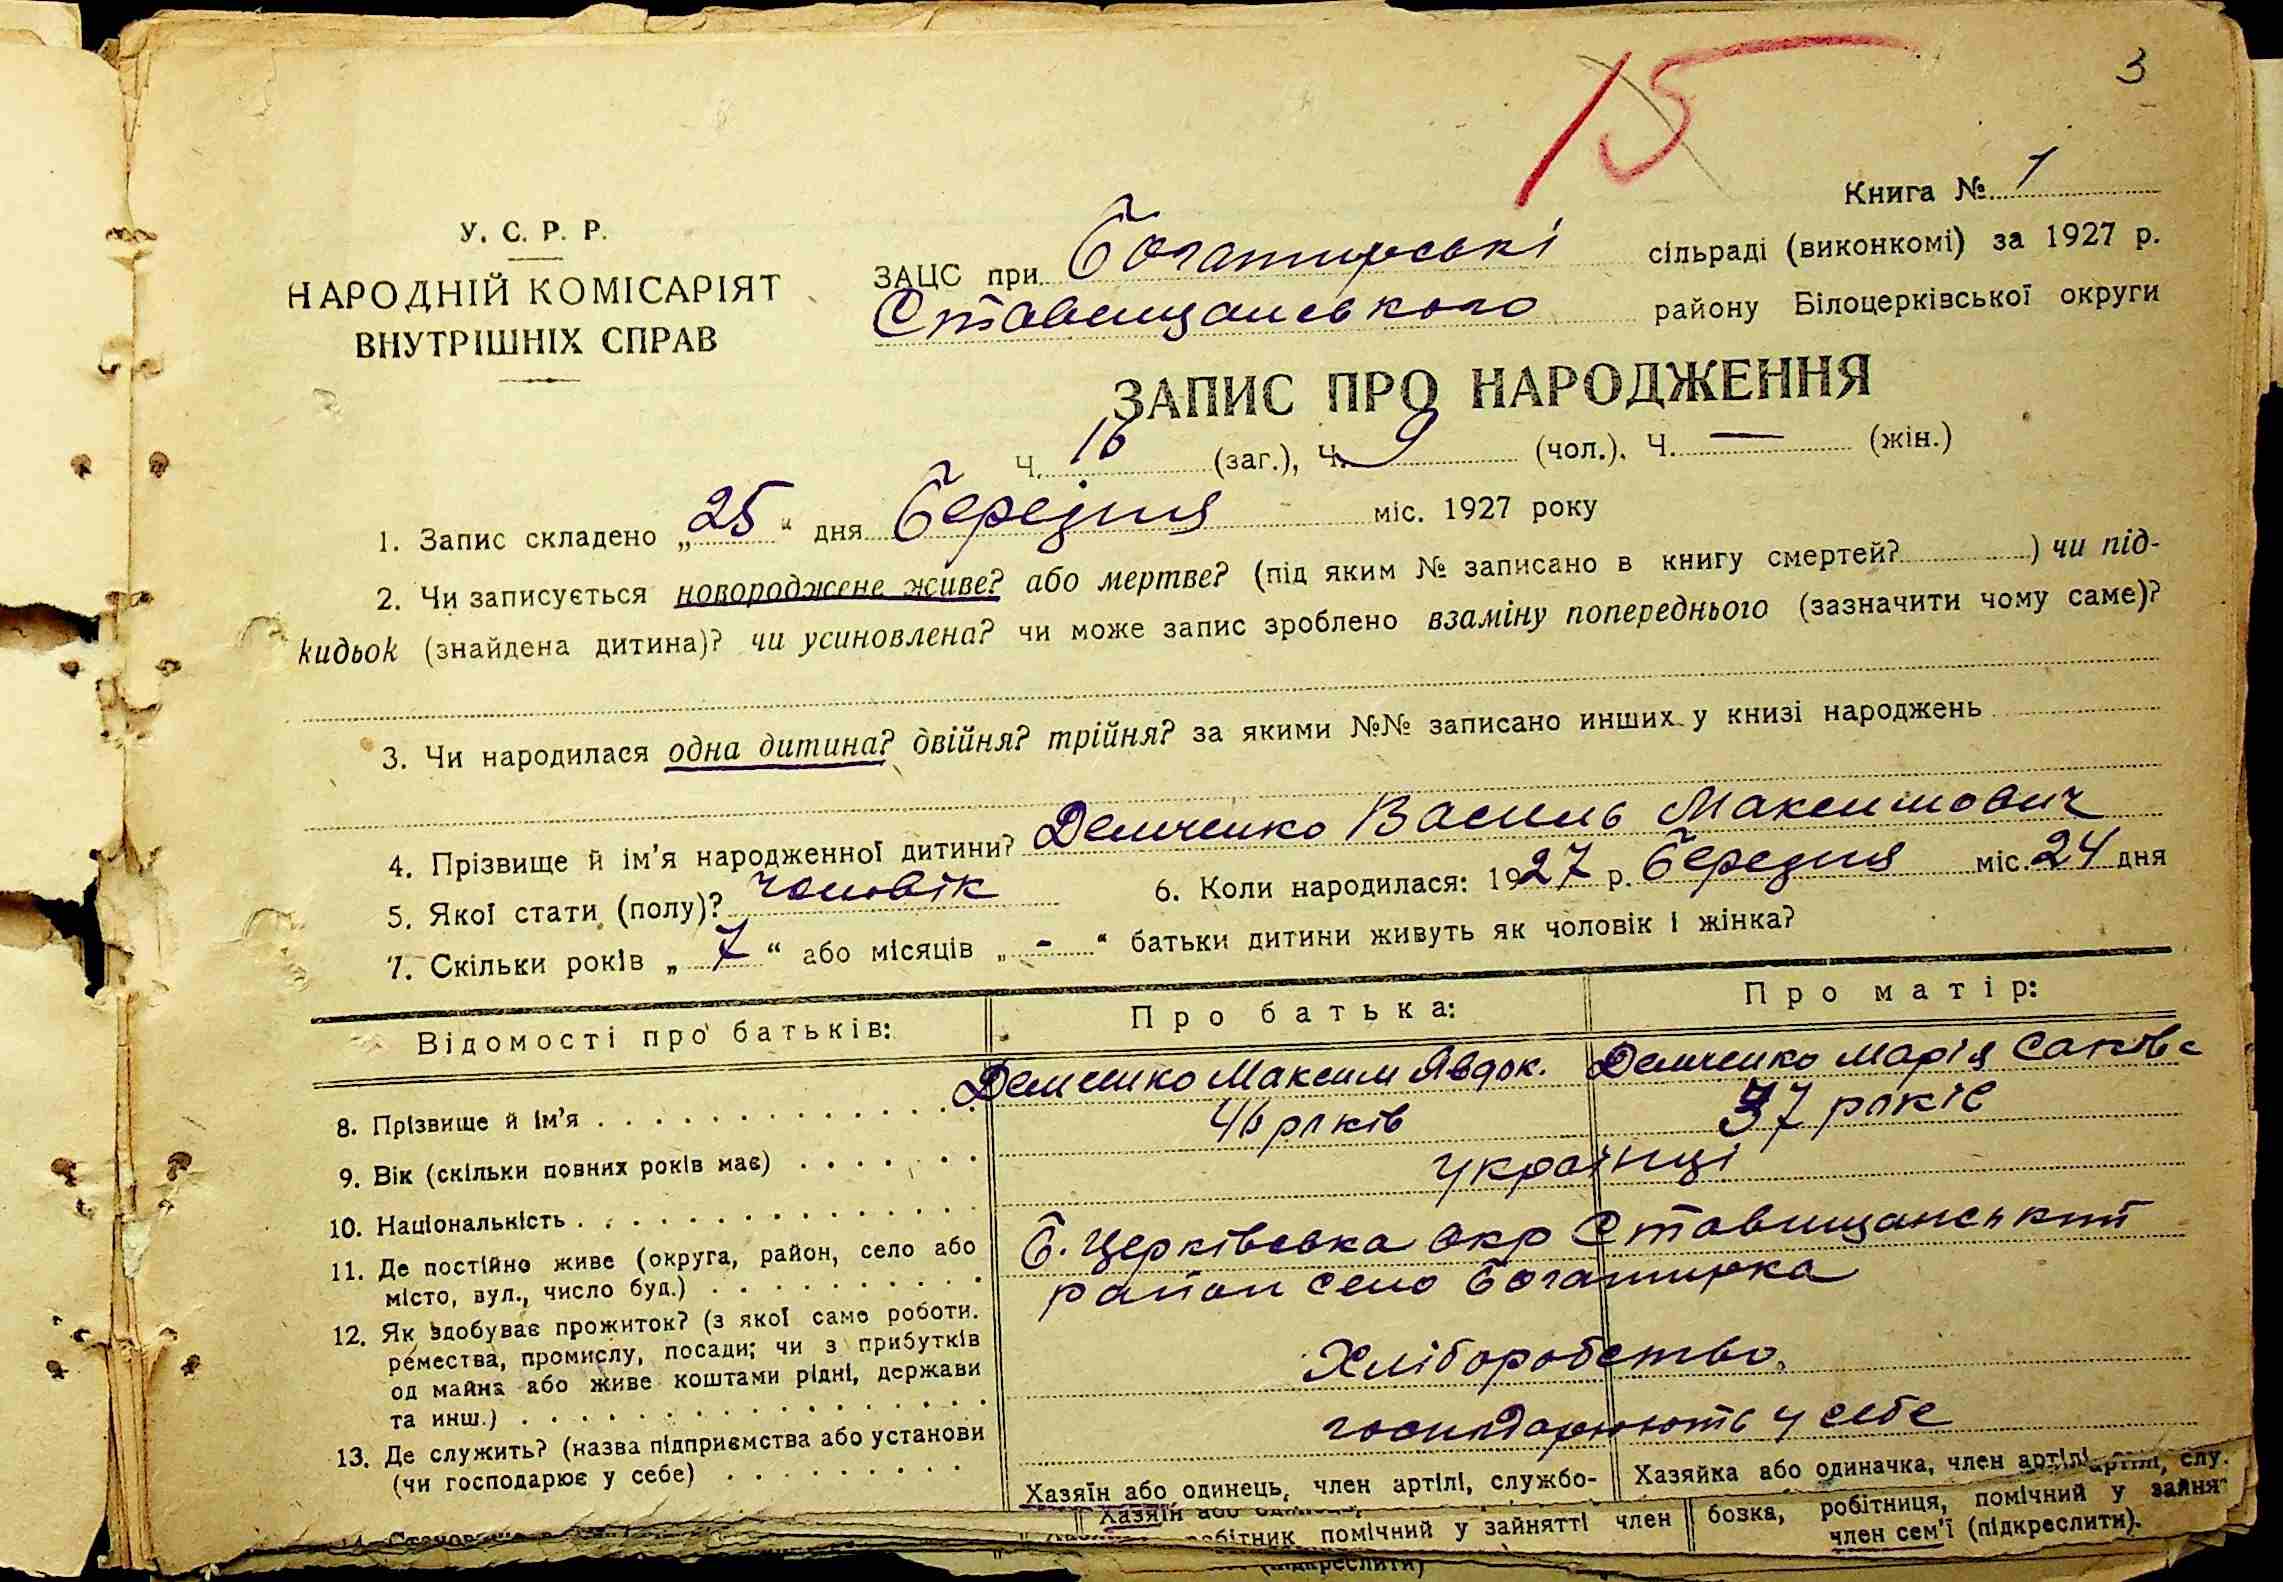 3
15
Книга № 1
У. С. Р. Р.
НАРОДНІЙ КОМІСАРІЯТ
ВНУТРІШНІХ СПРАВ
ЗАЦС при Богатирські сільраді (виконкомі) за 1927 р.
Ставищанського району Білоцерківської округи
ЗАПИС ПРО НАРОДЖЕННЯ
Ч. 16 (заг.), Ч. 9 (чол.), Ч. — (жін.)
1. Запис складено „25“ дня Березня міс. 1927 року
2. Чи записується новороджене живе? або мертве? (під яким № записано в книгу смертей? ) чи під-
кидьок (знайдена дитина)? чи усиновлена? чи може запис зроблено взаміну попереднього (зазначити чому саме)?
3. Чи народилася одна дитина? двійня? трійня? за якими №№ записано инших у книзі народжень
4. Прізвище й ім’я народженної дитини? Демченко Василь Максимович
5. Якої стати (полу)? чоловік 6. Коли народилася: 1927 р. Березня міс. 24 дня
7. Скільки років „7“ або місяців „-“ батьки дитини живуть як чоловік і жінка?
Відомості про батьків: Про батька: Про матір:
8. Прізвище й ім’я Демченко Максим Явдок. Демченко Марія Саківс
9. Вік (скільки повних років має) 46 років 37 років
10. Національність українці
11. Де постійно живе (округа, район, село або
місто, вул., число буд.) Б. Церківська окр Ставищанський
район село Богатирка
12. Як здобуває прожиток? (з якої саме роботи.
ремества, промислу, посади; чи з прибутків
од майна або живе коштами рідні, держави
та инш.) Хліборобство,
13. Де служить? (назва підприємства або установи
(чи господарює у себе) господарюють у себе
Хазяїн або одинець, член артілі, службо- Хазяйка або одиначка, член артілі, слу.
Хазяїн або
робітник помічний у зайнятті член бовка, робітниця, помічний у зайня
член сем’ї (підкреслити).
(підкреслити)